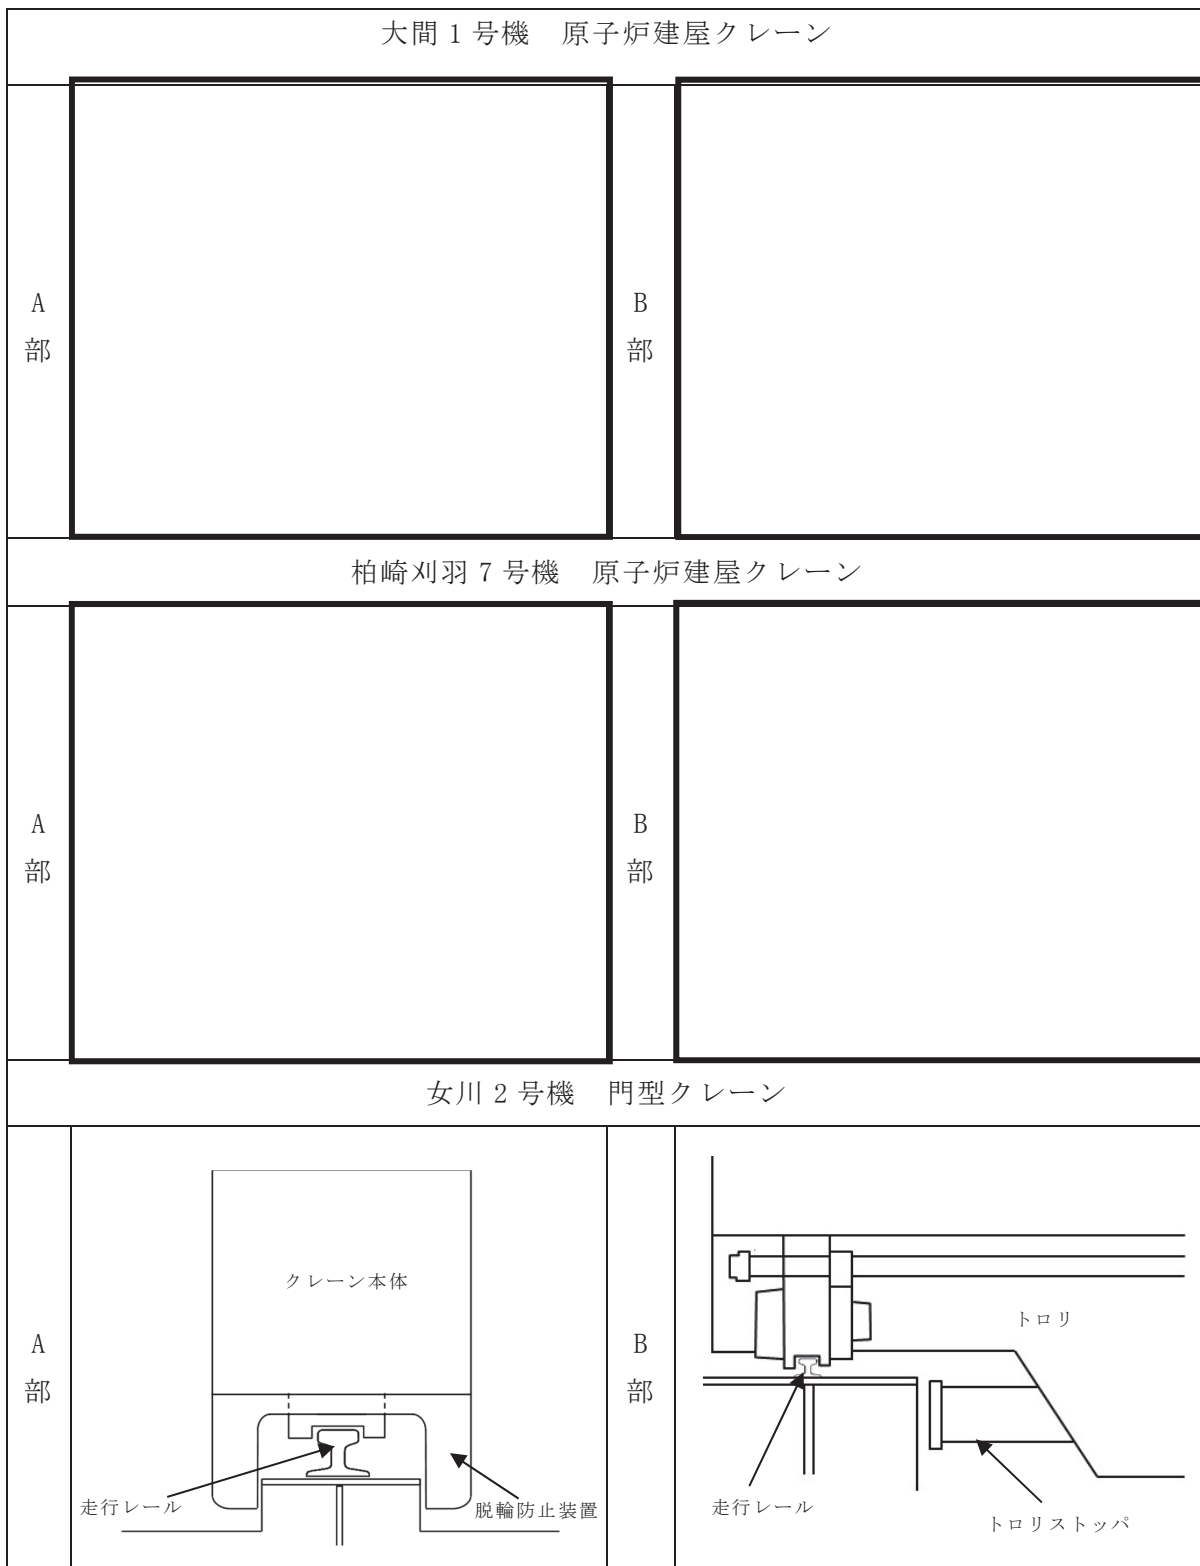 大間１号機　原子炉建屋クレーン
A
部
B
部
柏崎刈羽７号機　原子炉建屋クレーン
A
部
B
部
女川２号機　門型クレーン
A
部
クレーン本体
走行レール
脱輪防止装置
B
部
トロリ
走行レール
トロリストッパ